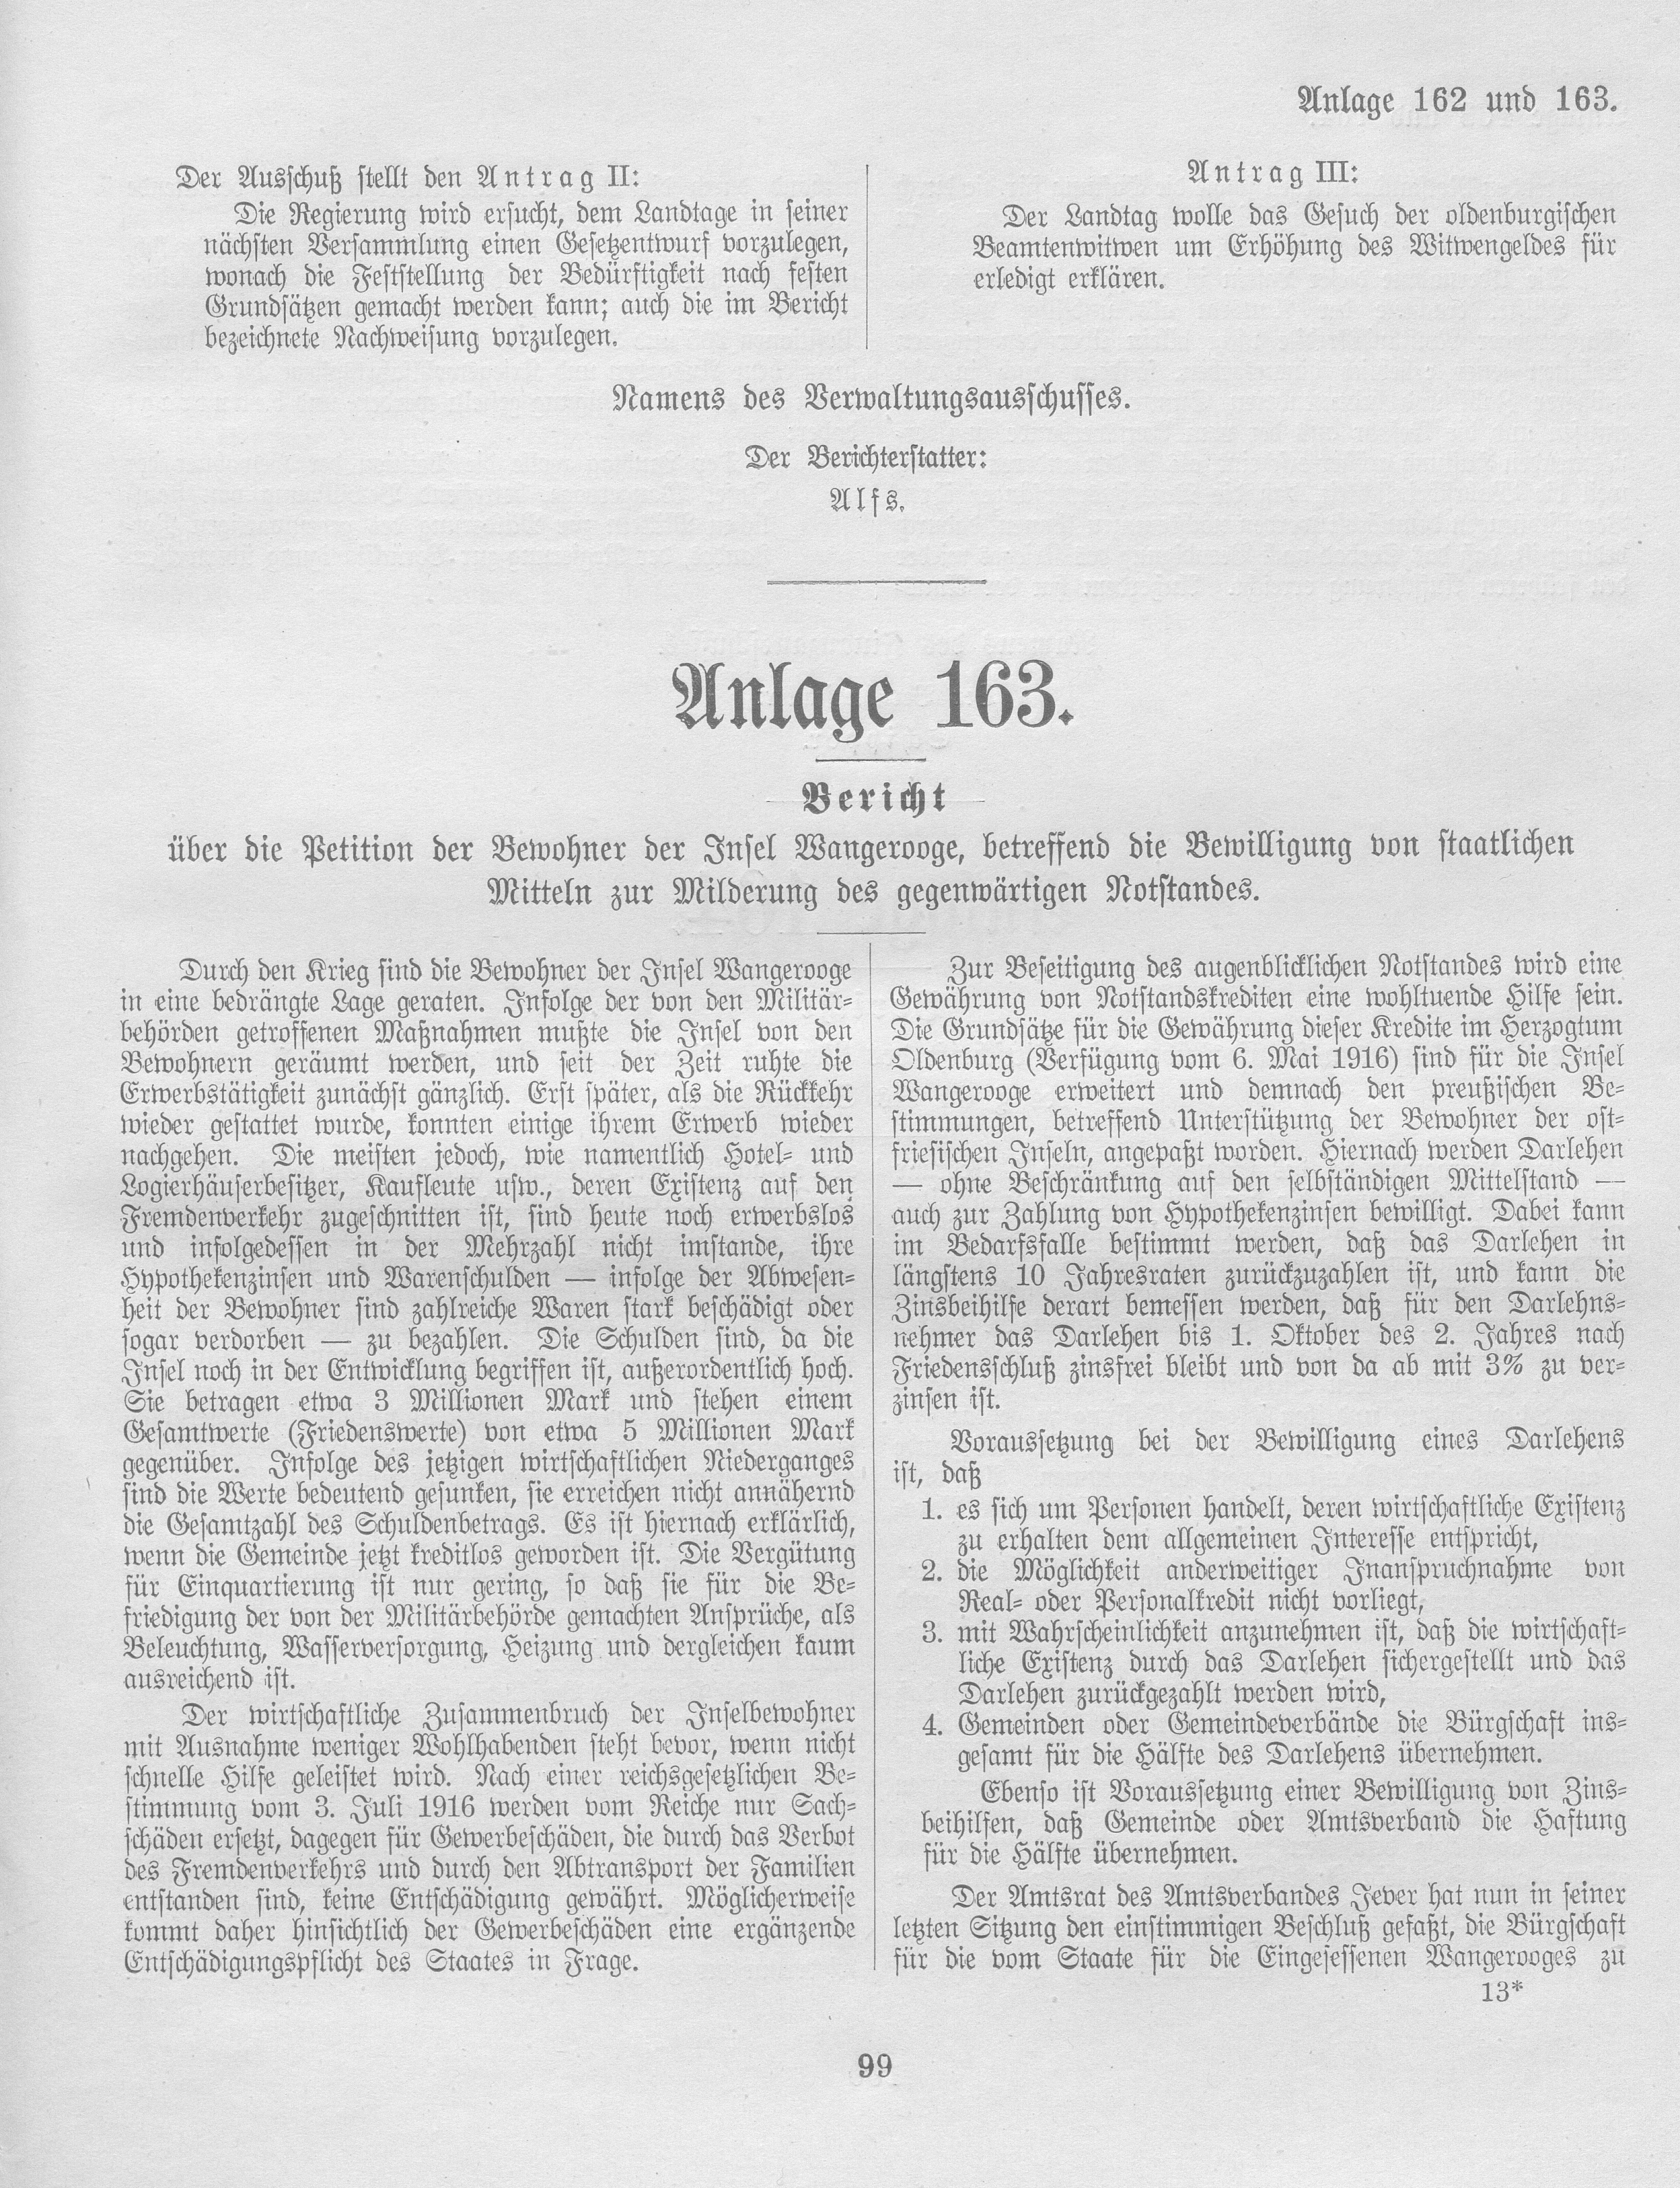 Anlage 162 und 163.
Der Ausschuß stellt den Antrag II:
Die Regierung wird ersucht, dem Landtage in seiner
nächsten Versammlung einen Gesetzentwurf vorzulegen,
wonach die Feststellung der Bedürftigkeit nach festen
Grundsätzen gemacht werden kann; auch die im Bericht
bezeichnete Nachweisung vorzulegen.
Antrag III:
Der Landtag wolle das Gesuch der oldenburgischen
Beamtenwitwen um Erhöhung des Witwengeldes für
erledigt erklären.
Namens des Verwaltungsausschusses.
Der Berichterstatter:
Alfs.
Anlage 163.
Bericht
über die Petition der Bewohner der Insel Wangerooge, betreffend die Bewilligung von staatlichen
Mitteln zur Milderung des gegenwärtigen Notstandes.
Durch den Krieg sind die Bewohner der Insel Wangerooge
in eine bedrängte Lage geraten. Infolge der von den Militär-
behörden getroffenen Maßnahmen mußte die Insel von den
Bewohnern geräumt werden, und seit der Zeit ruhte die
Erwerbstätigkeit zunächst gänzlich. Erst später, als die Rückkehr
wieder gestattet wurde, konnten einige ihrem Erwerb wieder
nachgehen. Die meisten jedoch, wie namentlich Hotel- und
Logierhäuserbesitzer, Kaufleute usw., deren Existenz auf den
Fremdenverkehr zugeschnitten ist, sind heute noch erwerbslos
und infolgedessen in der Mehrzahl nicht imstande, ihre
Hypothekenzinsen und Warenschulden — infolge der Abwesen-
heit der Bewohner sind zahlreiche Waren stark beschädigt oder
sogar verdorben — zu bezahlen. Die Schulden sind, da die
Insel noch in der Entwicklung begriffen ist, außerordentlich hoch.
Sie betragen etwa 3 Millionen Mark und stehen einem
Gesamtwerte (Friedenswerte) von etwa 5 Millionen Mark
gegenüber. Infolge des jetzigen wirtschaftlichen Niederganges
sind die Werte bedeutend gesunken, sie erreichen nicht annähernd
die Gesamtzahl des Schuldenbetrags. Es ist hiernach erklärlich,
wenn die Gemeinde jetzt kreditlos geworden ist. Die Vergütung
für Einquartierung ist nur gering, so daß sie für die Be-
friedigung der von der Militärbehörde gemachten Ansprüche, als
Beleuchtung, Wasserversorgung, Heizung und dergleichen kaum
ausreichend ist.
Der wirtschaftliche Zusammenbruch der Inselbewohner
mit Ausnahme weniger Wohlhabenden steht bevor, wenn nicht
schnelle Hilfe geleistet wird. Nach einer reichsgesetzlichen Be-
stimmung vom 3. Juli 1916 werden vom Reiche nur Sach-
schäden ersetzt, dagegen für Gewerbeschäden, die durch das Verbot
des Fremdenverkehrs und durch den Abtransport der Familien
entstanden sind, keine Entschädigung gewährt. Möglicherweise
kommt daher hinsichtlich der Gewerbeschäden eine ergänzende
Entschädigungspflicht des Staates in Frage.
Zur Beseitigung des augenblicklichen Notstandes wird eine
Gewährung von Notstandskrediten eine wohltuende Hilfe sein.
Die Grundsätze für die Gewährung dieser Kredite im Herzogtum
Oldenburg (Verfügung vom 6. Mai 1916) sind für die Insel
Wangerooge erweitert und demnach den preußischen Be-
stimmungen, betreffend Unterstützung der Bewohner der ost-
friesischen Inseln, angepaßt worden. Hiernach werden Darlehen
— ohne Beschränkung auf den selbständigen Mittelstand —
auch zur Zahlung von Hypothekenzinsen bewilligt. Dabei kann
im Bedarfsfalle bestimmt werden, daß das Darlehen in
längstens 10 Jahresraten zurückzuzahlen ist, und kann die
Zinsbeihilfe derart bemessen werden, daß für den Darlehns-
nehmer das Darlehen bis 1. Oktober des 2. Jahres nach
Friedensschluß zinsfrei bleibt und von da ab mit 3% zu ver-
zinsen ist.
Voraussetzung bei der Bewilligung eines Darlehens
ist, daß
1. es sich um Personen handelt, deren wirtschaftliche Existenz
zu erhalten dem allgemeinen Interesse entspricht,
2. die Möglichkeit anderweitiger Inanspruchnahme von
Real- oder Personalkredit nicht vorliegt,
3. mit Wahrscheinlichkeit anzunehmen ist, daß die wirtschaft-
liche Existenz durch das Darlehen sichergestellt und das
Darlehen zurückgezahlt werden wird,
4. Gemeinden oder Gemeindeverbände die Bürgschaft ins-
gesamt für die Hälfte des Darlehens übernehmen.
Ebenso ist Voraussetzung einer Bewilligung von Zins-
beihilfen, daß Gemeinde oder Amtsverband die Haftung
für die Hälfte übernehmen.
Der Amtsrat des Amtsverbandes Jever hat nun in seiner
letzten Sitzung den einstimmigen Beschluß gefaßt, die Bürgschaft
für die vom Staate für die Eingesessenen Wangerooges zu
13*
99